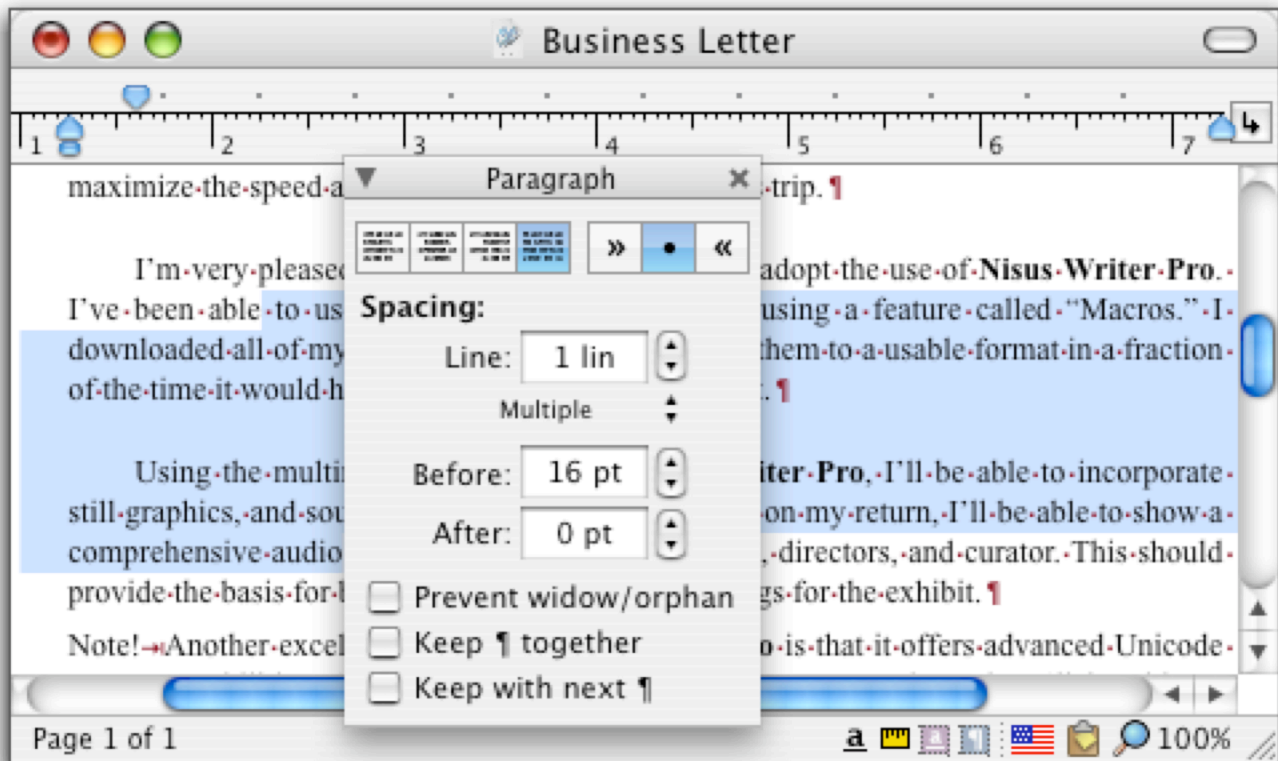 Business Letter
1 2 3 4 5 6 7
maximize the speed a trip. ¶
I'm very pleased adopt the use of Nisus Writer Pro.
I've been able to us using a feature called “Macros.” I
downloaded all of my them to a usable format in a fraction
of the time it would h . ¶
Using the multi iter Pro, I'll be able to incorporate
still graphics, and sou on my return, I'll be able to show a
comprehensive audio , directors, and curator. This should
provide the basis for b gs for the exhibit. ¶
Note! Another excel o is that it offers advanced Unicode
Paragraph
» • «
Spacing:
Line: 1 lin
Multiple
Before: 16 pt
After: 0 pt
Prevent widow/orphan
Keep ¶ together
Keep with next ¶
Page 1 of 1 a a ¶ 100%